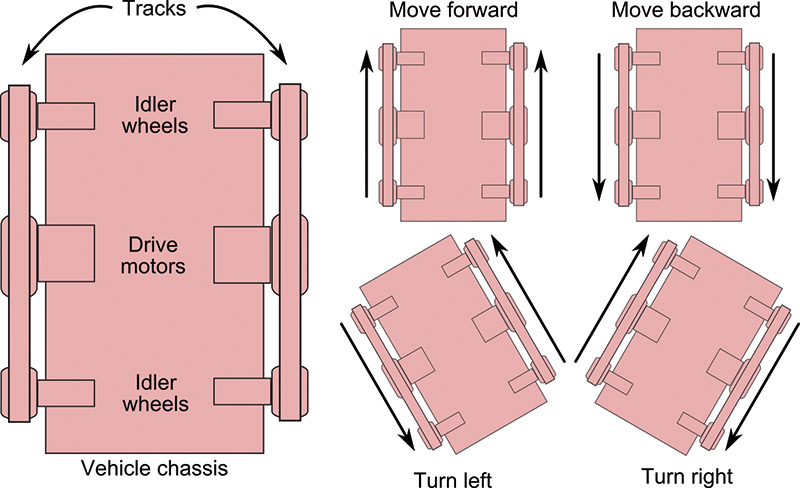 Tracks
Idler
wheels
Drive
motors
Idler
wheels
Vehicle chassis
Move forward
Move backward
Turn left
Turn right